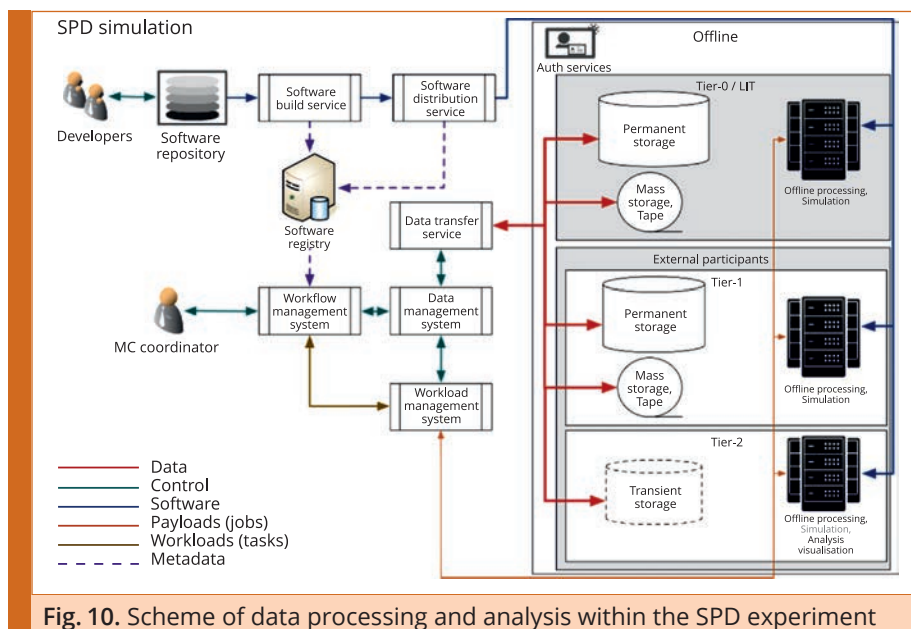 SPD simulation
Developers
Software
repository
Software
build service
Software
distribution
service
Software
registry
Data transfer
service
MC coordinator
Workflow
management
system
Data
management
system
Workload
management
system
Data
Control
Software
Payloads (jobs)
Workloads (tasks)
Metadata
Offline
Auth services
Tier-0 / LIT
Permanent
storage
Mass
storage,
Tape
Offline processing,
Simulation
External participants
Tier-1
Permanent
storage
Mass
storage,
Tape
Offline processing,
Simulation
Tier-2
Transient
storage
Offline processing,
Simulation,
Analysis
visualisation
Fig. 10. Scheme of data processing and analysis within the SPD experiment